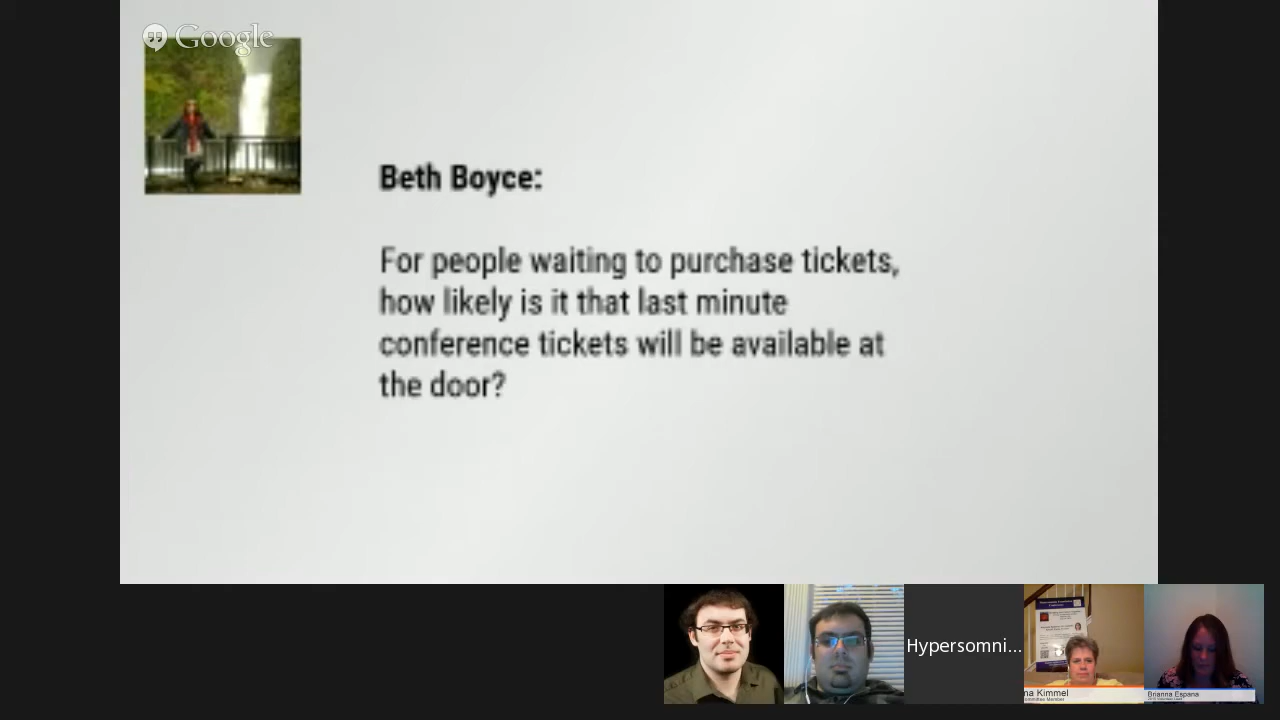 Google
Beth Boyce:
For people waiting to purchase tickets,
how likely is it that last minute
conference tickets will be available at
the door?
Hypersomni...
ma Kimmel
Brianna Espana